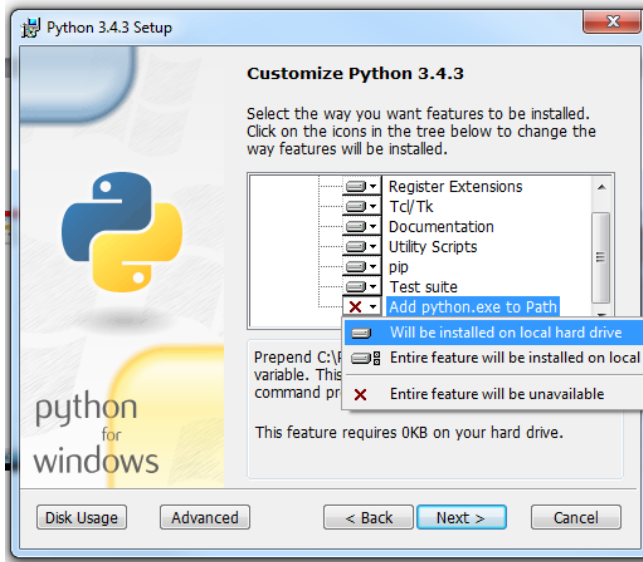 Python 3.4.3 Setup
Customize Python 3.4.3
Select the way you want features to be installed.
Click on the icons in the tree below to change the
way features will be installed.
Register Extensions
Tcl/Tk
Documentation
Utility Scripts
pip
Test suite
Add python.exe to Path
Will be installed on local hard drive
Entire feature will be installed on local
Entire feature will be unavailable
Prepend C:\
variable. This
command
This feature requires 0KB on your hard drive.
python
for
windows
Disk Usage
Advanced
< Back
Next >
Cancel